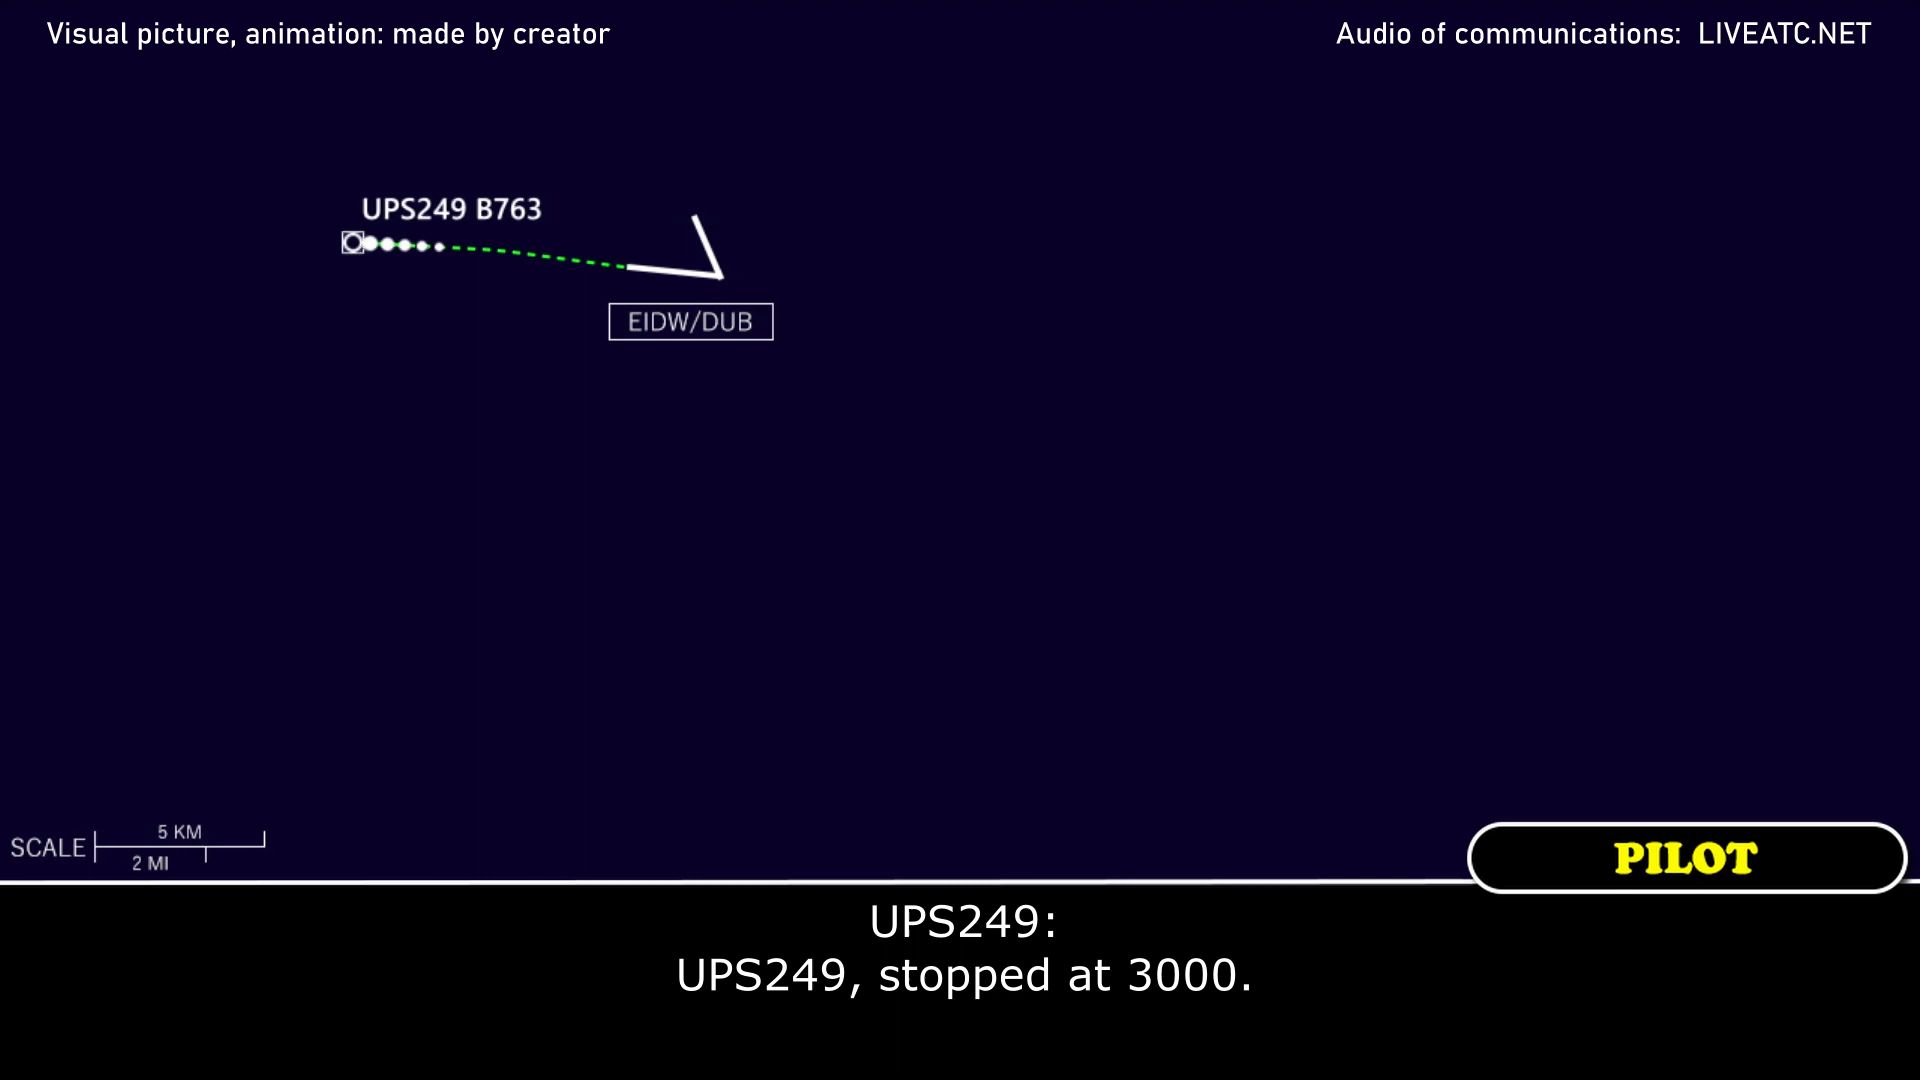 Visual picture, animation: made by creator
Audio of communications: LIVEATC.NET
UPS249 B763
EIDW/DUB
5 KM
SCALE
2 MI
PILOT
UPS249:
UPS249, stopped at 3000.